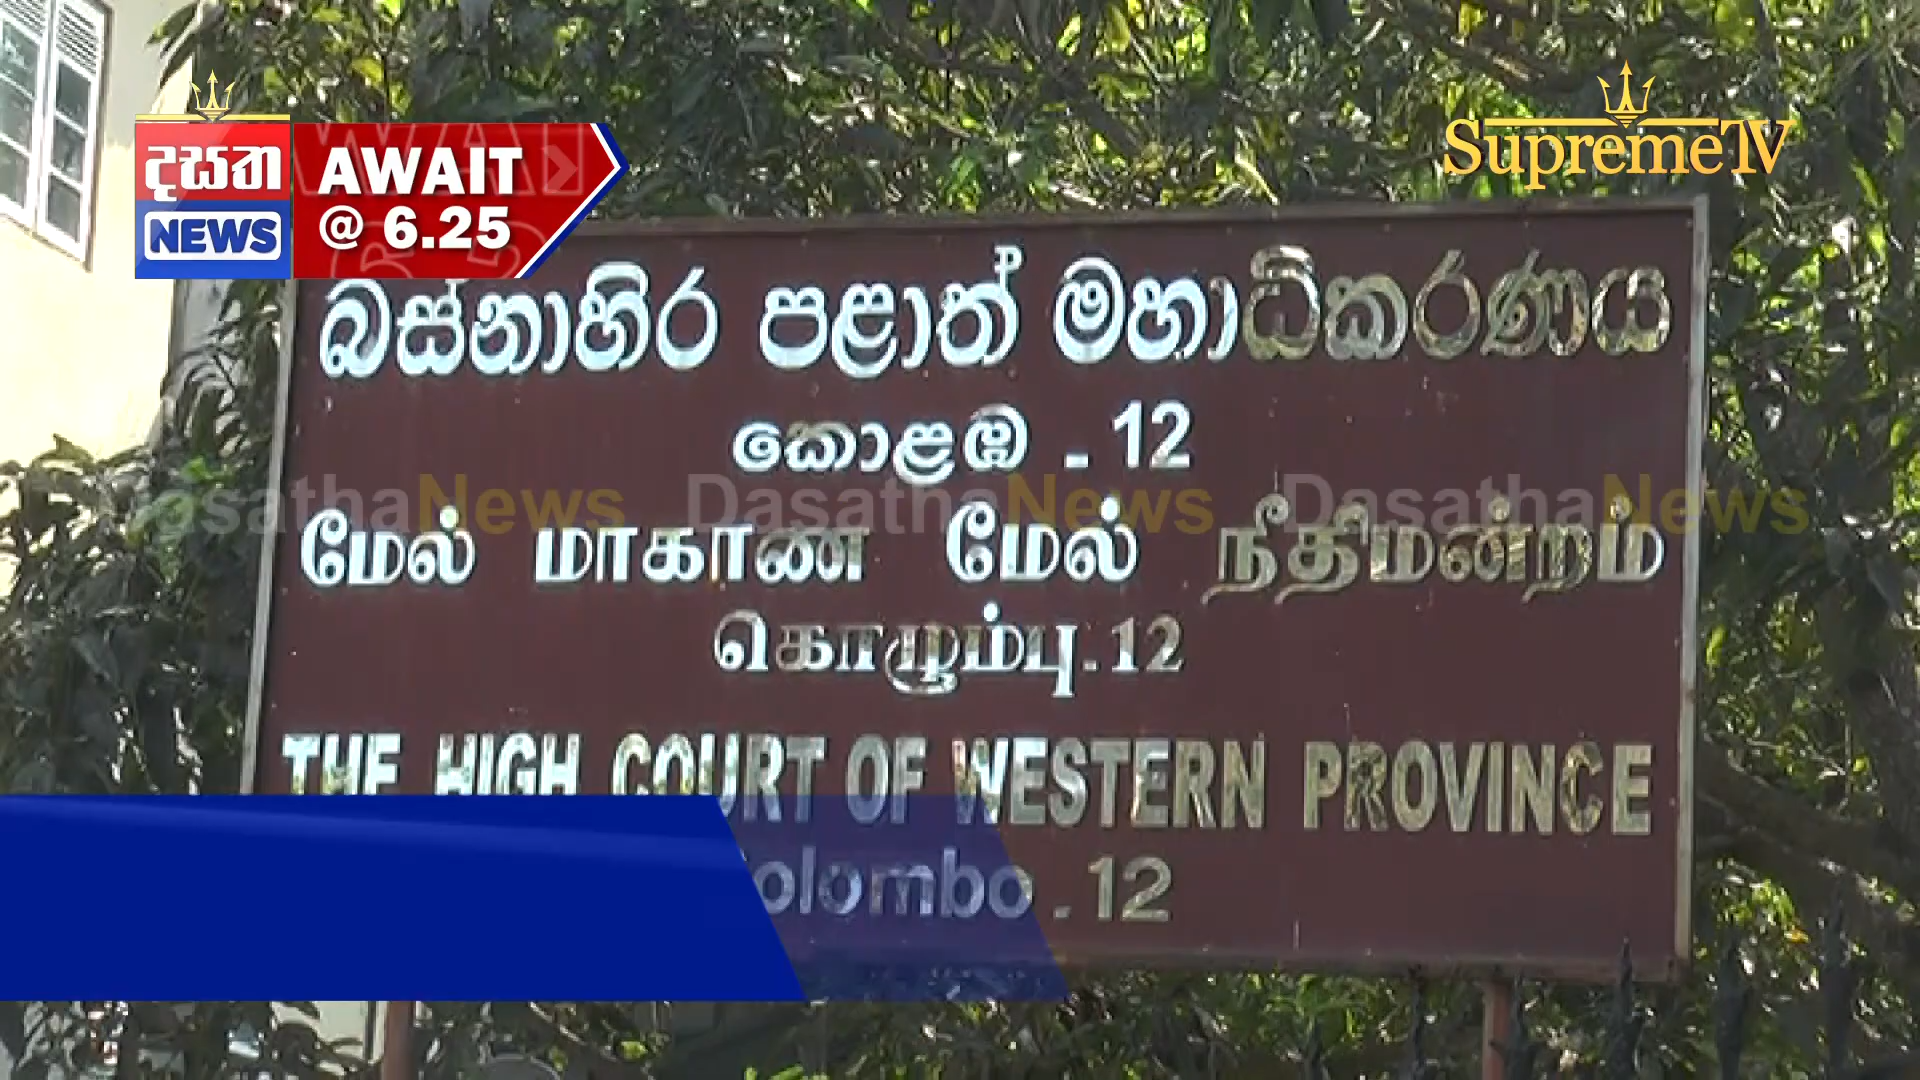 දසත
NEWS
AWAIT
@ 6.25
SupremeTV
බස්නාහිර පළාත් මහාධිකරණය
කොළඹ - 12
DasathaNews DasathaNews DasathaNews
மேல் மாகாண மேல் நீதிமன்றம்
கொழும்பு.12
THE HIGH COURT OF WESTERN PROVINCE
Colombo . 12